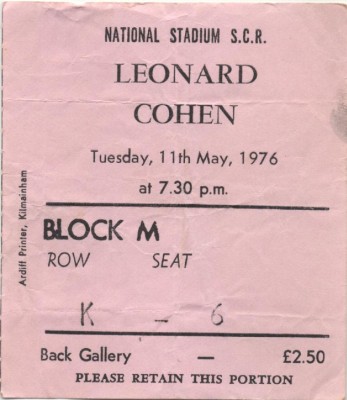 NATIONAL STADIUM S.C.R.
LEONARD
COHEN
Tuesday, 11th May, 1976
at 7.30 p.m.
Ardiff Printer, Kilmainham
BLOCK M
ROW SEAT
K – 6
Back Gallery — £2.50
PLEASE RETAIN THIS PORTION